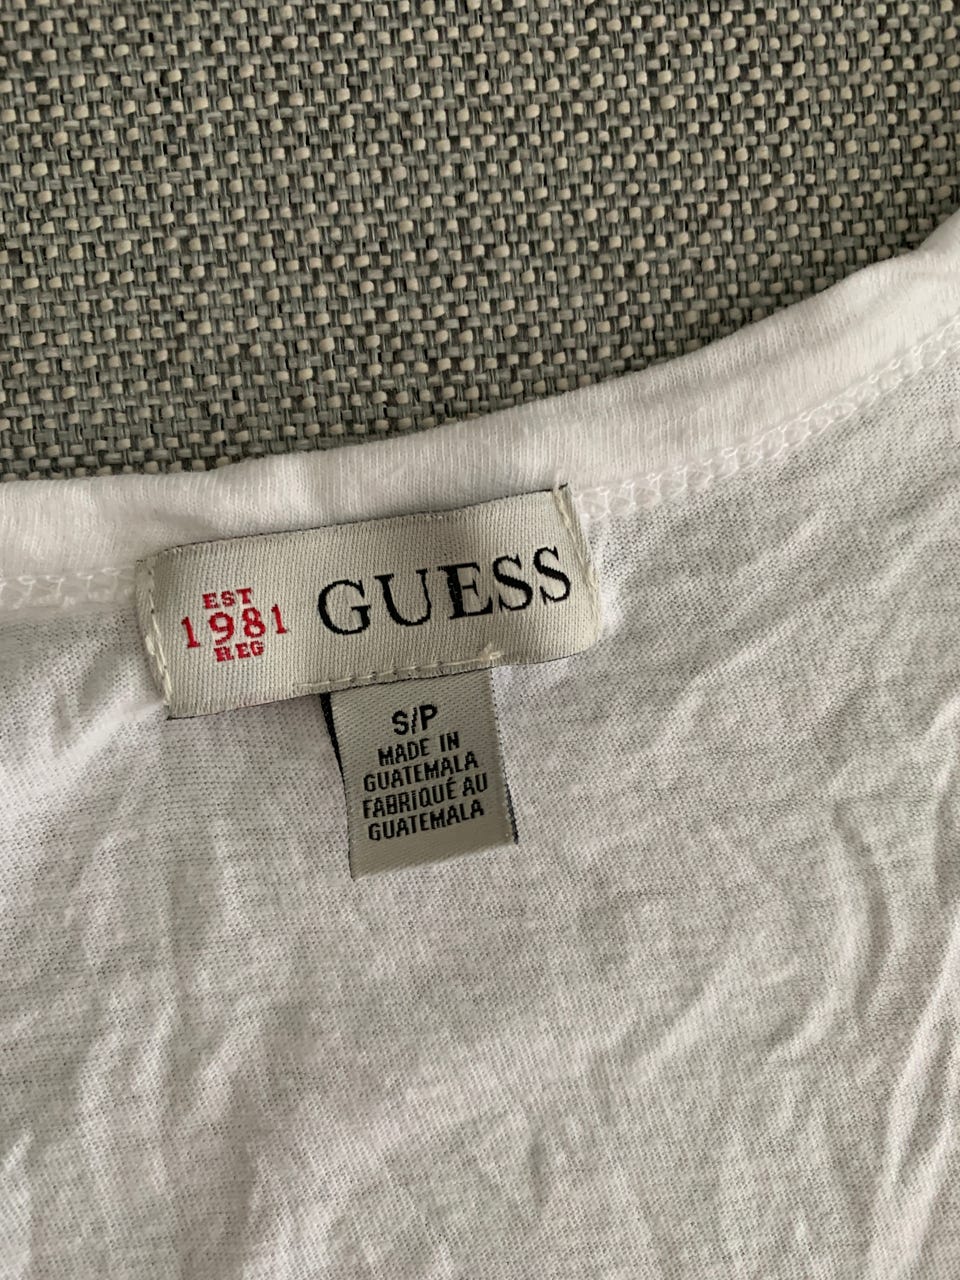 EST
1981
REG
GUESS
S/P
MADE IN
GUATEMALA
FABRIQUÉ AU
GUATEMALA